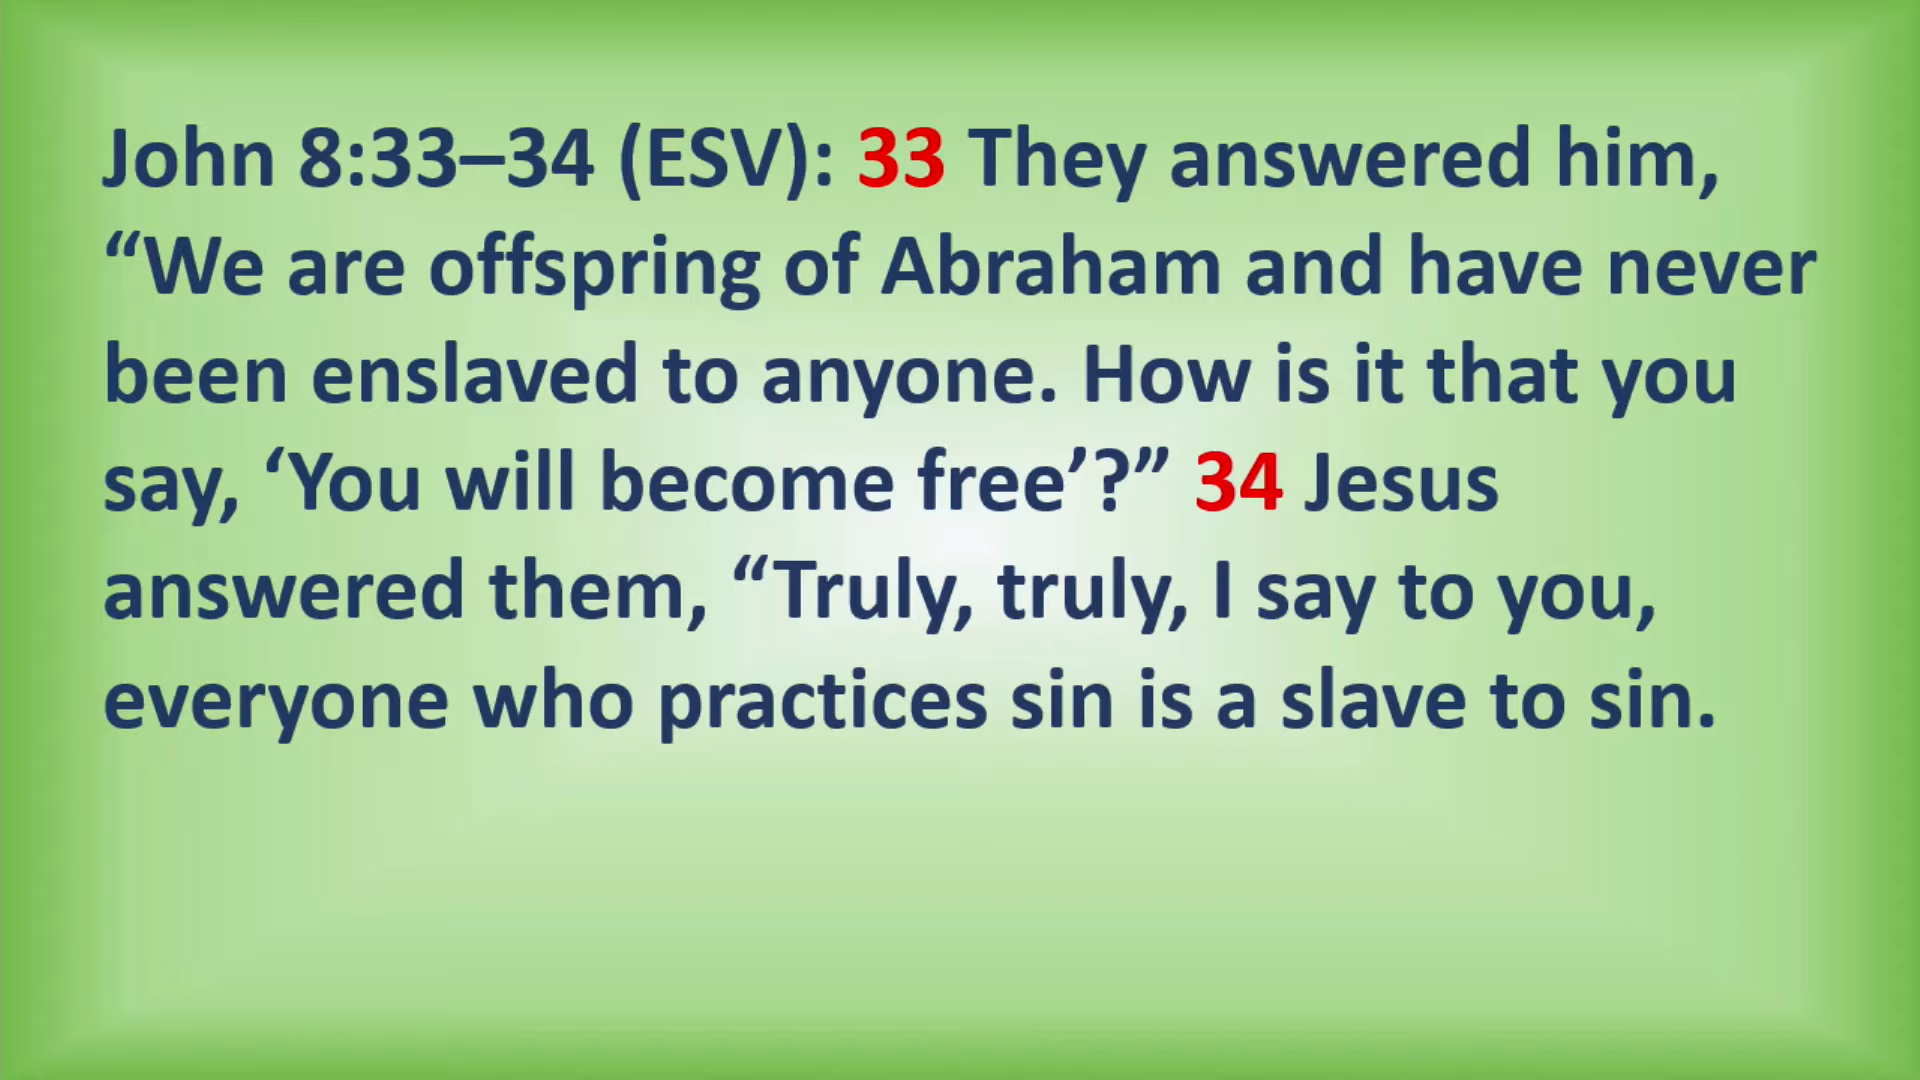 John 8:33–34 (ESV): 33 They answered him,
“We are offspring of Abraham and have never
been enslaved to anyone. How is it that you
say, ‘You will become free’?” 34 Jesus
answered them, “Truly, truly, I say to you,
everyone who practices sin is a slave to sin.